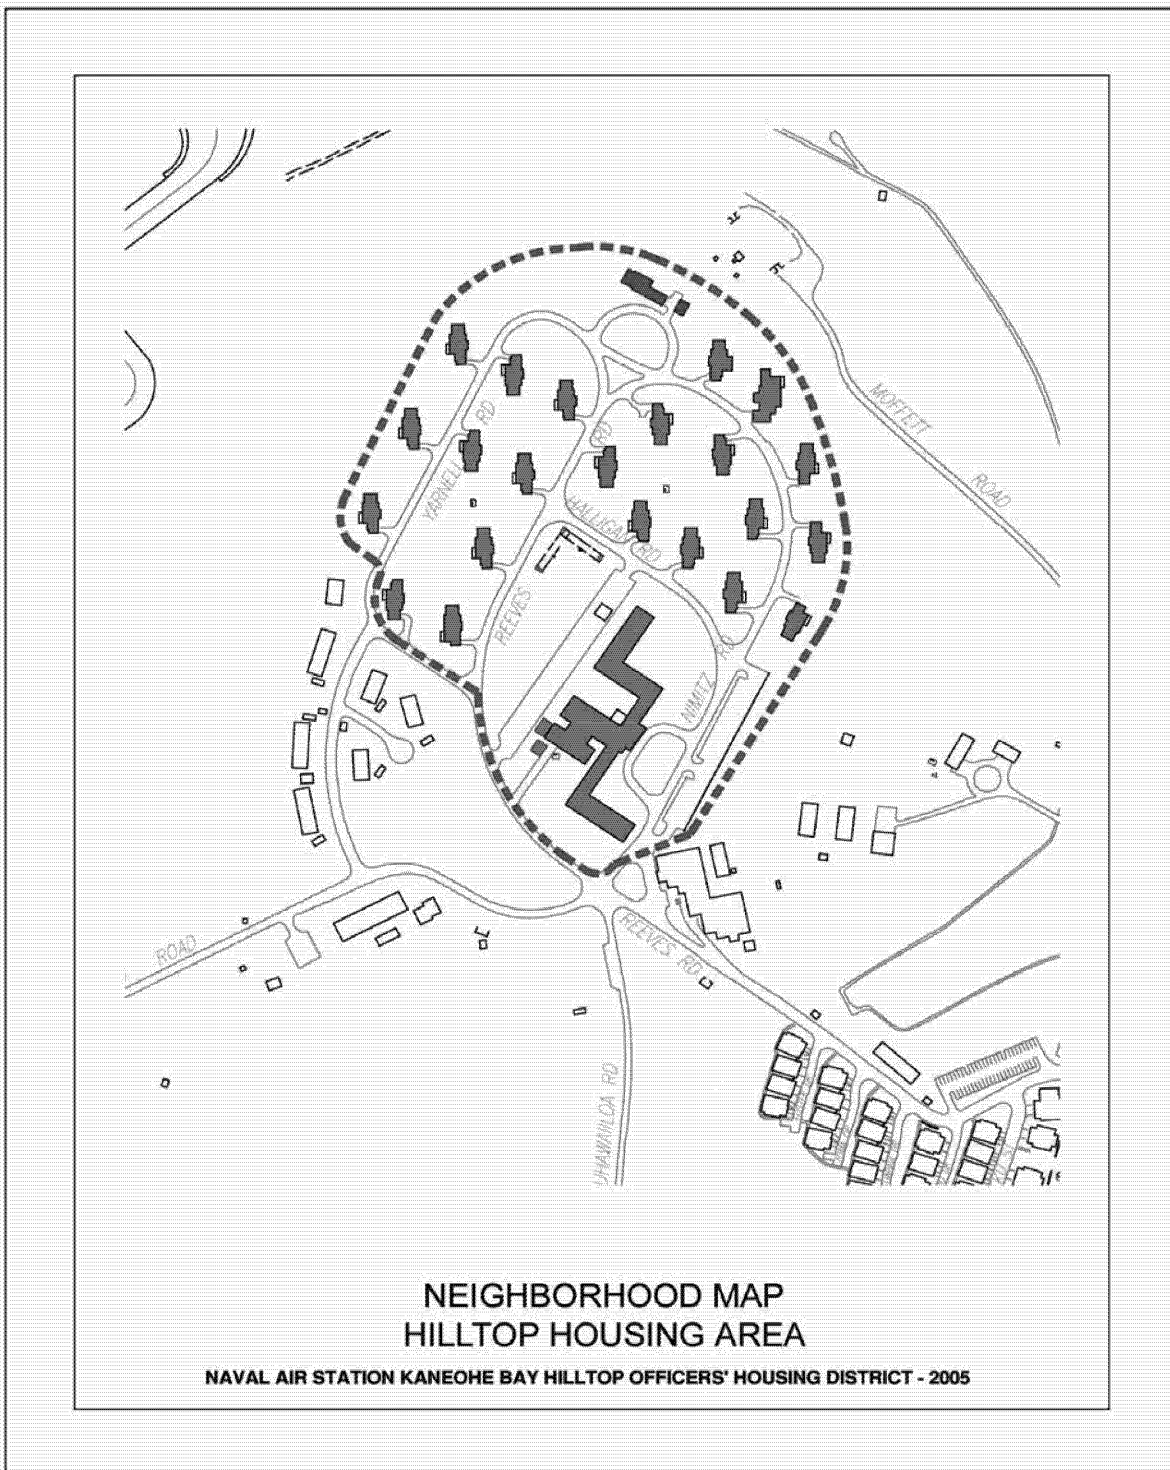 MOFFETT
ROAD
YARNELL RD
RD
HALLIGAN RD
REEVES
NIMITZ RD
ROAD
REEVES RD
RD
NEIGHBORHOOD MAP
HILLTOP HOUSING AREA
NAVAL AIR STATION KANEOHE BAY HILLTOP OFFICERS' HOUSING DISTRICT - 2005